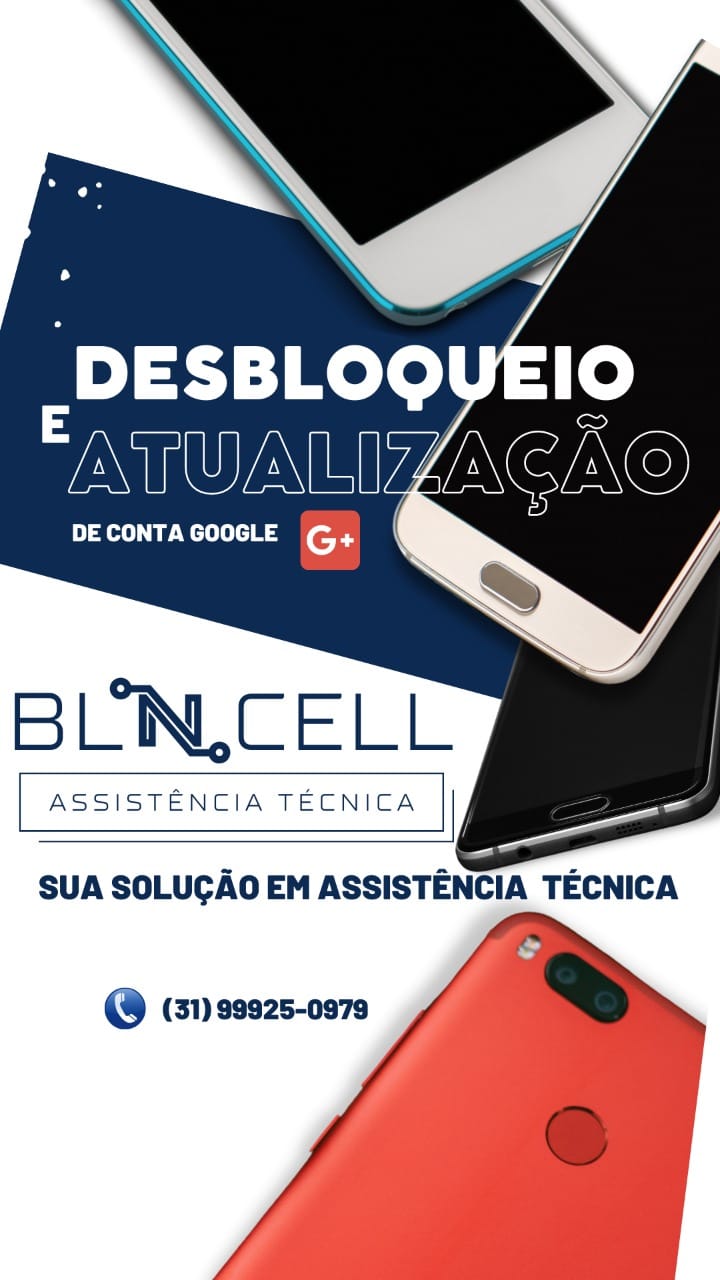 DESBLOQUEIO
E ATUALIZAÇÃO
DE CONTA GOOGLE G+
BLN.CELL
ASSISTÊNCIA TÉCNICA
SUA SOLUÇÃO EM ASSISTÊNCIA TÉCNICA
(31) 99925-0979